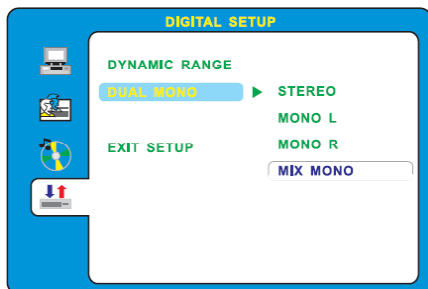 DIGITAL SETUP
DYNAMIC RANGE
DUAL MONO
STEREO
MONO L
EXIT SETUP
MONO R
MIX MONO